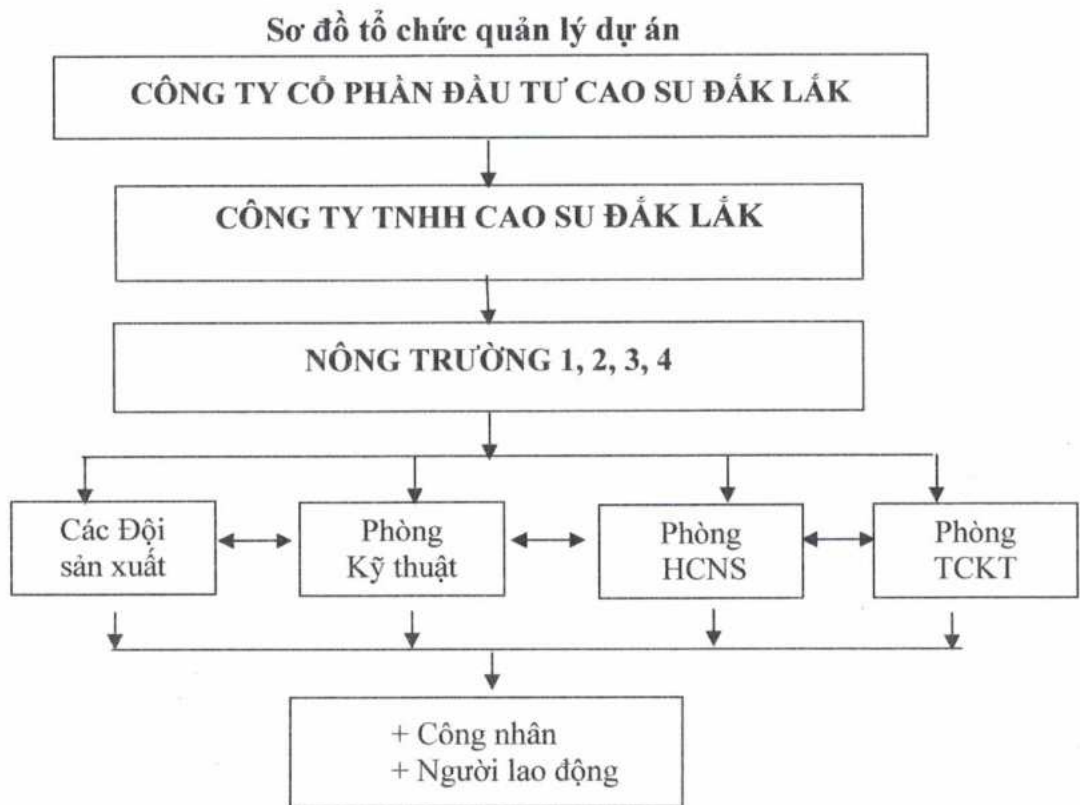 Sơ đồ tổ chức quản lý dự án
CÔNG TY CỔ PHẦN ĐẦU TƯ CAO SU ĐẮK LẮK
CÔNG TY TNHH CAO SU ĐẮK LẮK
NÔNG TRƯỜNG 1, 2, 3, 4
Các Đội
sản xuất
Phòng
Kỹ thuật
Phòng
HCNS
Phòng
TCKT
+ Công nhân
+ Người lao động